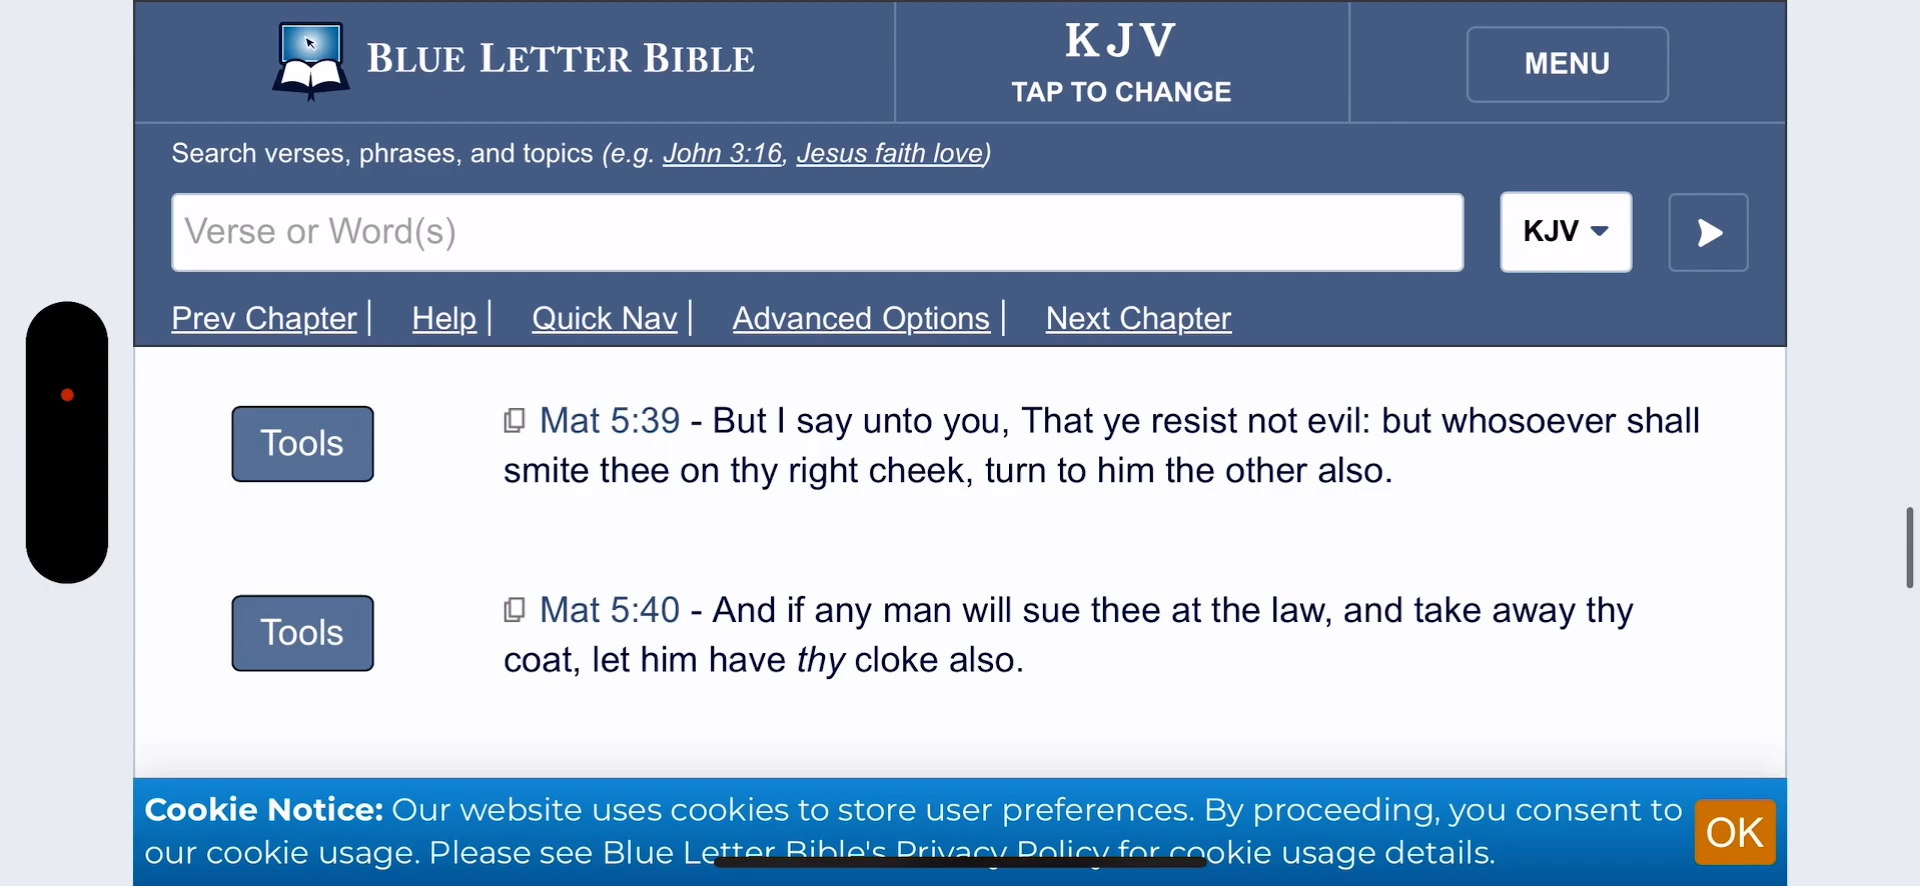 BLUE LETTER BIBLE
KJV
TAP TO CHANGE
MENU
Search verses, phrases, and topics (e.g. John 3:16, Jesus faith love)
Verse or Word(s)
KJV
Prev Chapter | Help | Quick Nav | Advanced Options | Next Chapter
Tools
Mat 5:39 - But I say unto you, That ye resist not evil: but whosoever shall
smite thee on thy right cheek, turn to him the other also.
Tools
Mat 5:40 - And if any man will sue thee at the law, and take away thy
coat, let him have thy cloke also.
Cookie Notice: Our website uses cookies to store user preferences. By proceeding, you consent to
our cookie usage. Please see Blue Letter Bible's Privacy Policy for cookie usage details.
OK